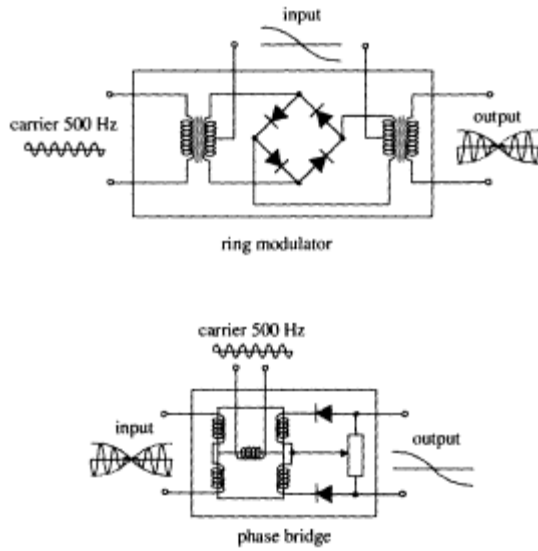 input
carrier 500 Hz
output
ring modulator
carrier 500 Hz
input
output
phase bridge